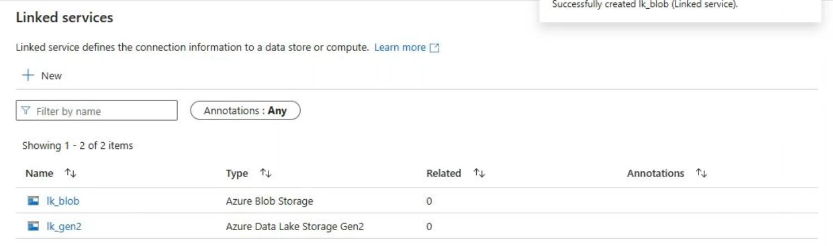 Successfully created lk_blob (Linked service).
Linked services
Linked service defines the connection information to a data store or compute. Learn more
New
Filter by name
Annotations : Any
Showing 1 - 2 of 2 items
Name Type Related Annotations
lk_blob Azure Blob Storage 0
lk_gen2 Azure Data Lake Storage Gen2 0